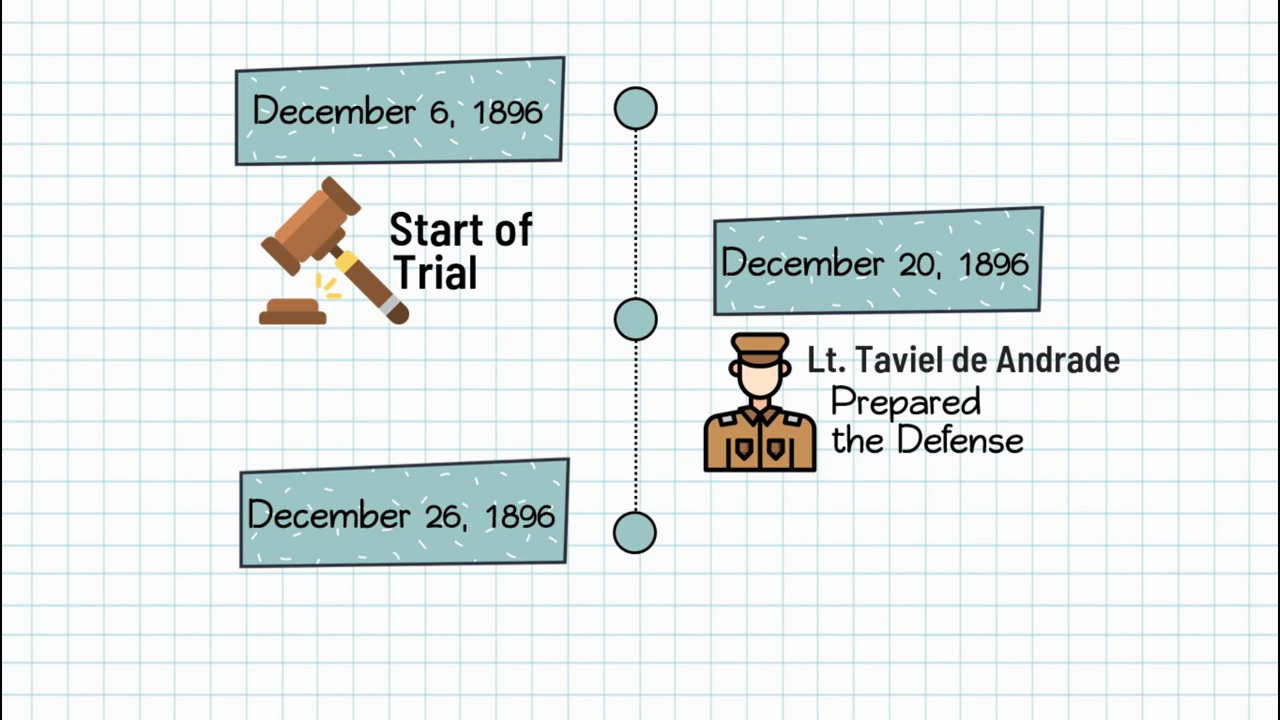 December 6, 1896
Start of
Trial
December 20, 1896
Lt. Taviel de Andrade
Prepared
the Defense
December 26, 1896